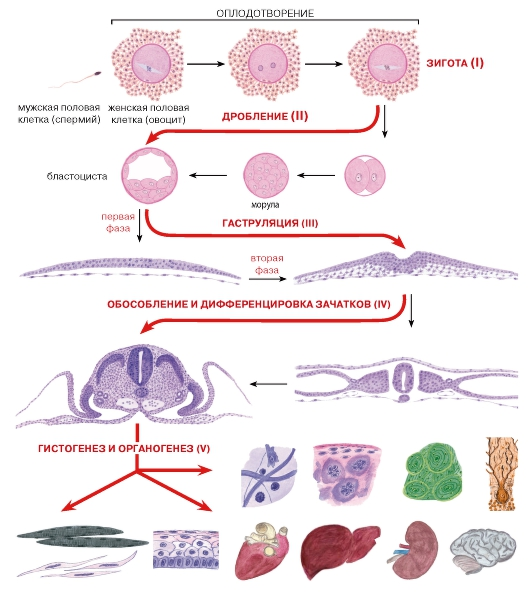 ОПЛОДОТВОРЕНИЕ
ЗИГОТА (I)
мужская половая
клетка (спермий)
женская половая
клетка (овоцит)
ДРОБЛЕНИЕ (II)
бластоциста
морула
первая
фаза
ГАСТРУЛЯЦИЯ (III)
вторая
фаза
ОБОСОБЛЕНИЕ И ДИФФЕРЕНЦИРОВКА ЗАЧАТКОВ (IV)
ГИСТОГЕНЕЗ И ОРГАНОГЕНЕЗ (V)